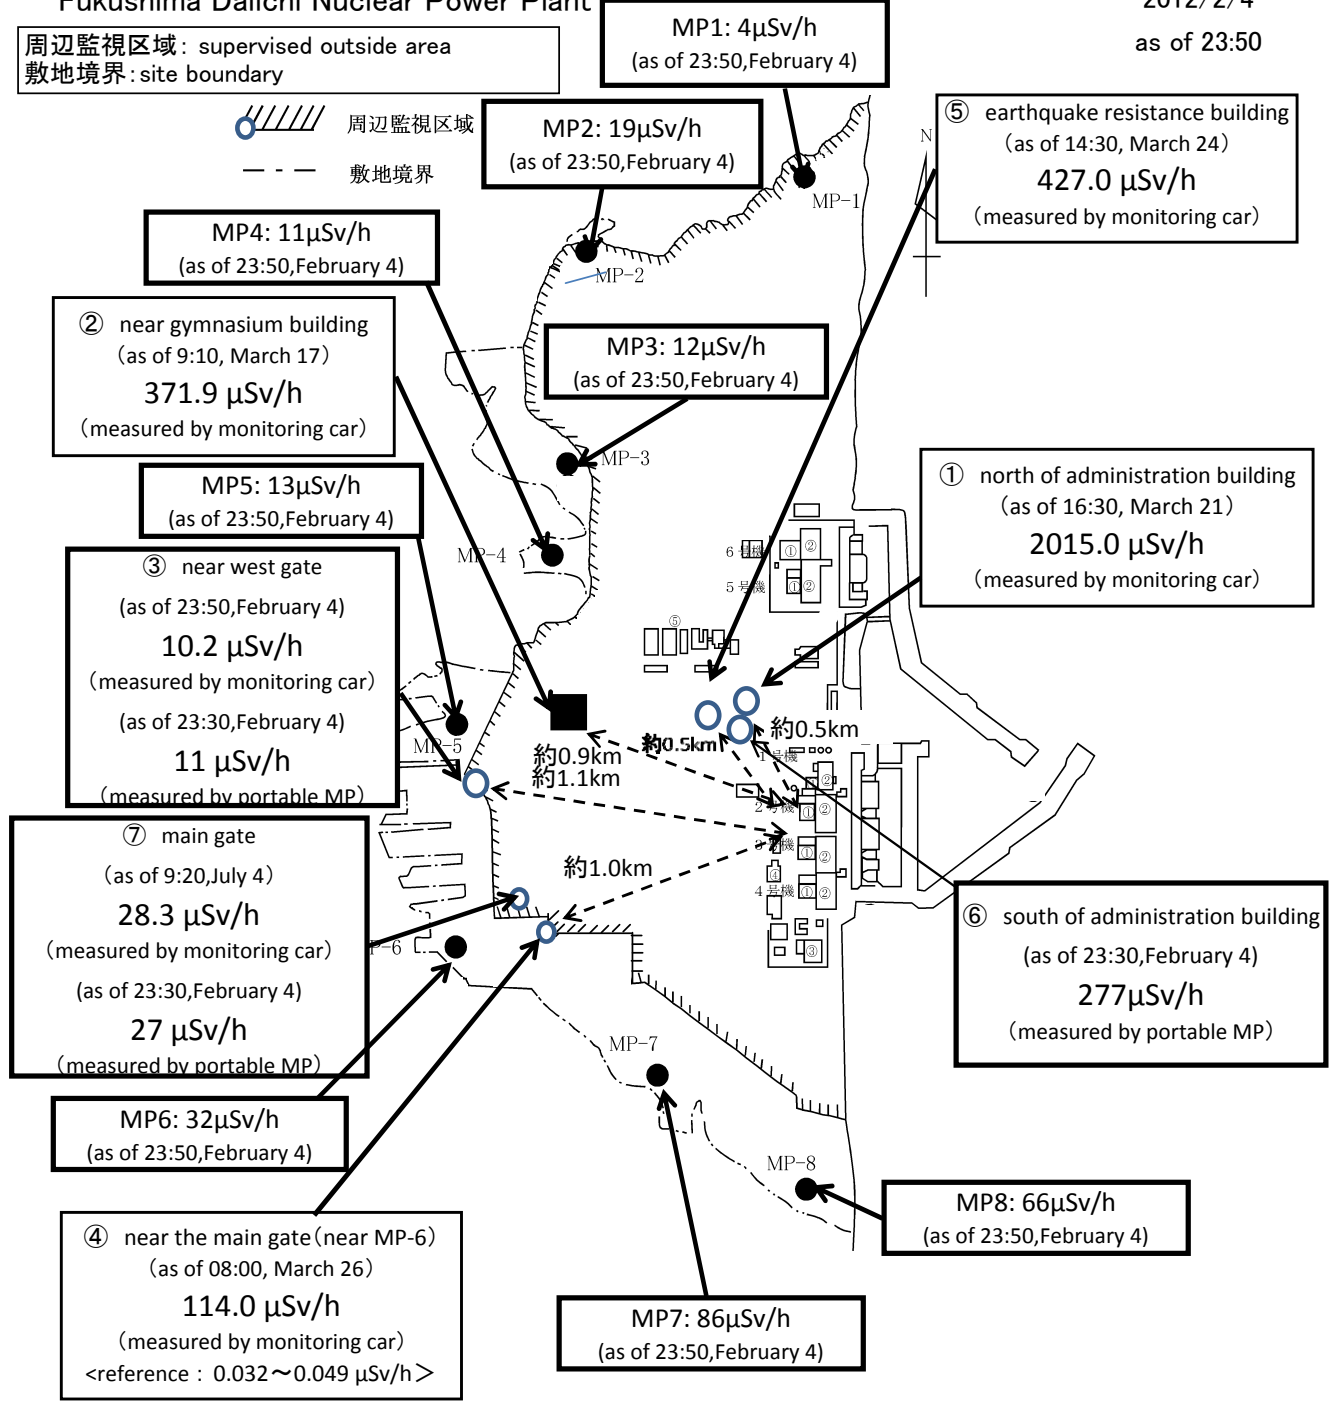 Fukushima Daiichi Nuclear Power Plant
2012/2/4
as of 23:50
周辺監視区域: supervised outside area
敷地境界:site boundary
周辺監視区域
敷地境界
MP1: 4μSv/h
(as of 23:50,February 4)
MP2: 19μSv/h
(as of 23:50,February 4)
⑤ earthquake resistance building
(as of 14:30, March 24)
427.0 μSv/h
(measured by monitoring car)
N
MP-1
MP4: 11μSv/h
(as of 23:50,February 4)
MP-2
② near gymnasium building
(as of 9:10, March 17)
371.9 μSv/h
(measured by monitoring car)
MP3: 12μSv/h
(as of 23:50,February 4)
MP-3
MP5: 13μSv/h
(as of 23:50,February 4)
① north of administration building
(as of 16:30, March 21)
2015.0 μSv/h
(measured by monitoring car)
MP-4
③ near west gate
(as of 23:50,February 4)
10.2 μSv/h
(measured by monitoring car)
(as of 23:30,February 4)
11 μSv/h
(measured by portable MP)
6号機
① ②
5号機
① ②
⑤
MP-5
約0.9km
約1.1km
約0.5km
約0.5km
1号機
②
2号機
① ②
3号機
① ②
④
4号機
① ②
③
約1.0km
⑦ main gate
(as of 9:20,July 4)
28.3 μSv/h
(measured by monitoring car)
(as of 23:30,February 4)
27 μSv/h
(measured by portable MP)
P-6
⑥ south of administration building
(as of 23:30,February 4)
277μSv/h
(measured by portable MP)
MP-7
MP6: 32μSv/h
(as of 23:50,February 4)
MP-8
MP8: 66μSv/h
(as of 23:50,February 4)
④ near the main gate(near MP-6)
(as of 08:00, March 26)
114.0 μSv/h
(measured by monitoring car)
<reference : 0.032～0.049 μSv/h>
MP7: 86μSv/h
(as of 23:50,February 4)